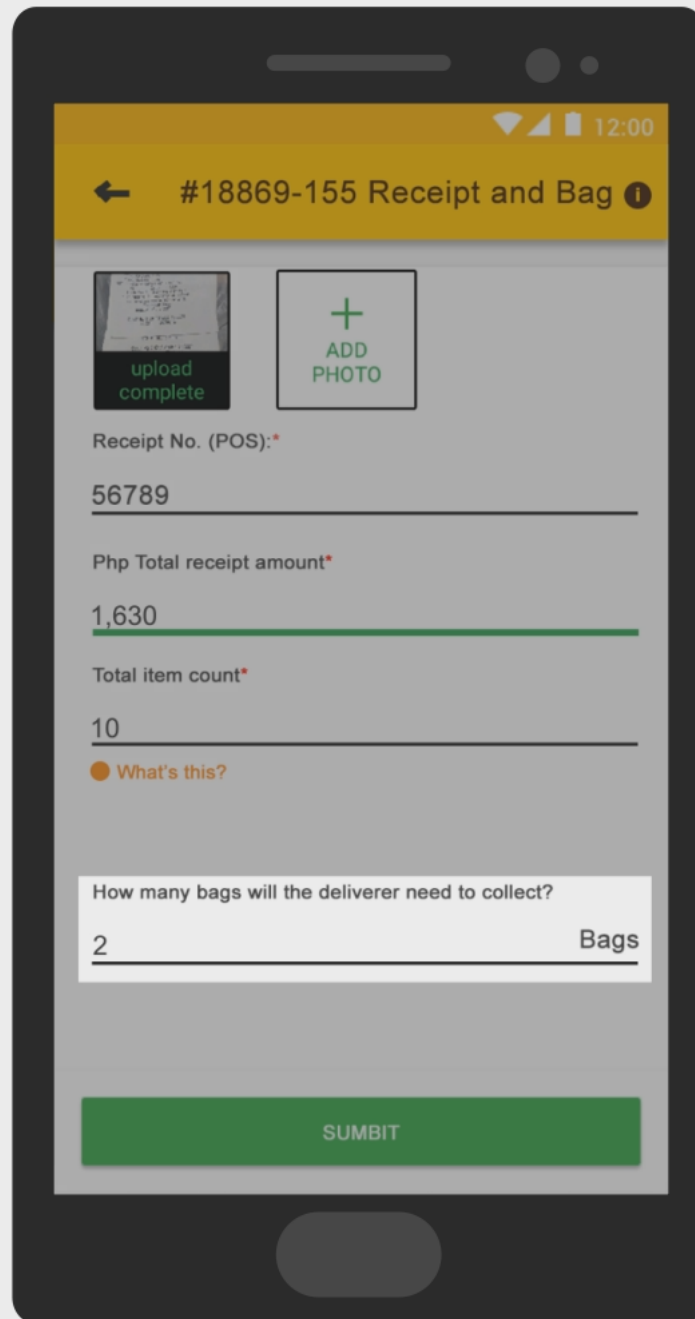 12:00
#18869-155 Receipt and Bag
upload
complete
ADD
PHOTO
Receipt No. (POS):*
56789
Php Total receipt amount*
1,630
Total item count*
10
What's this?
How many bags will the deliverer need to collect?
2 Bags
SUMBIT